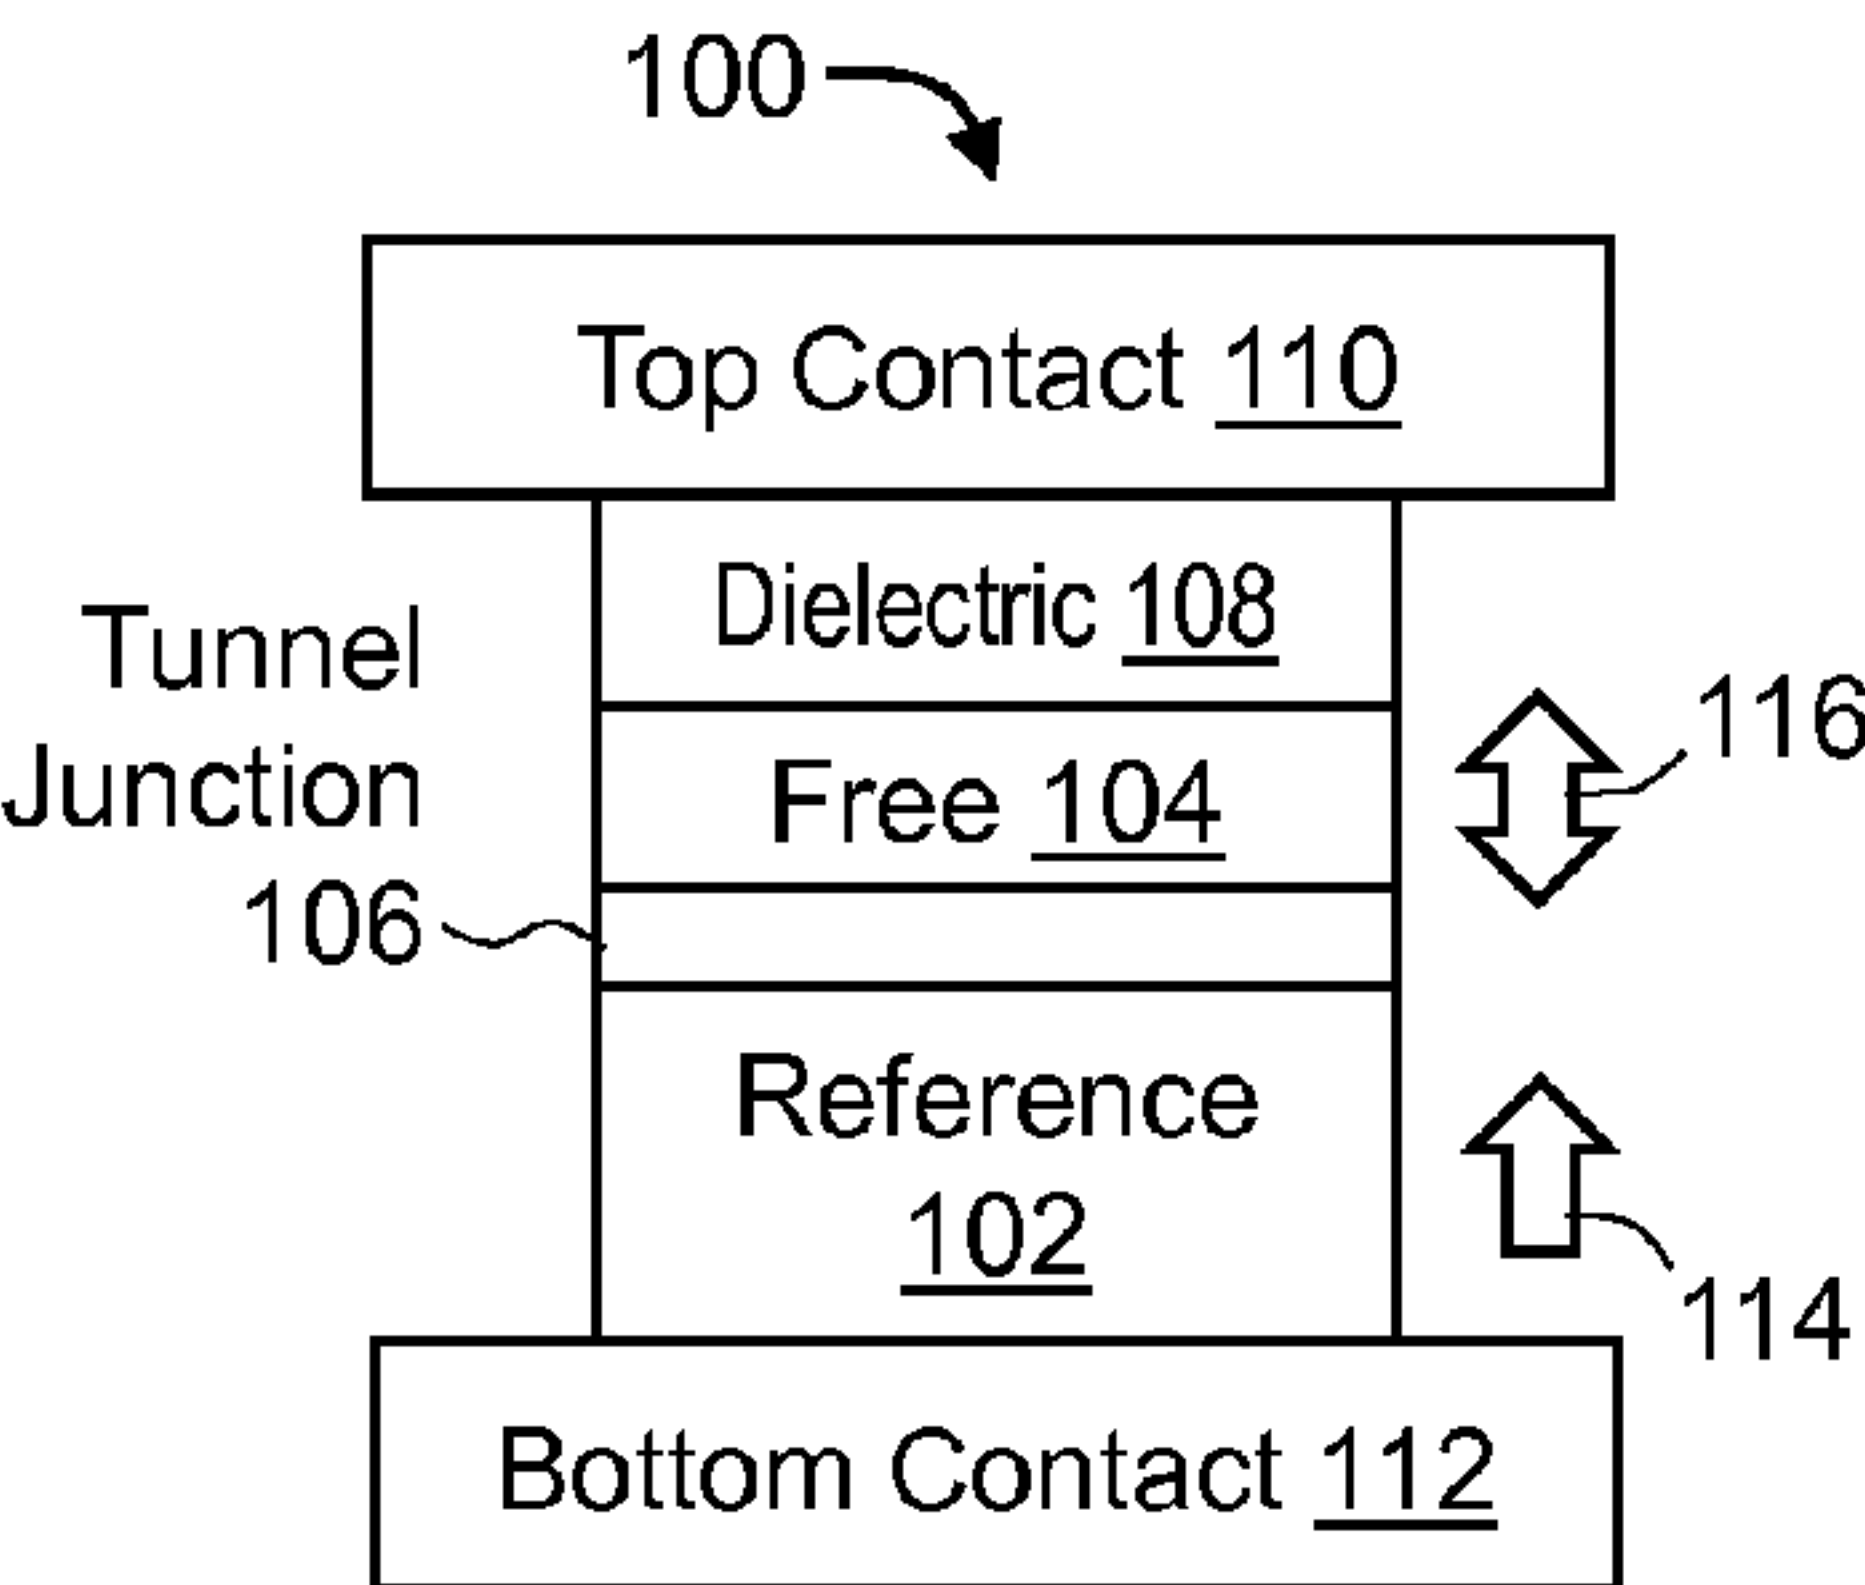 100
Top Contact 110
Dielectric 108
Tunnel
Junction
106
116
Free 104
Reference
102
114
Bottom Contact 112